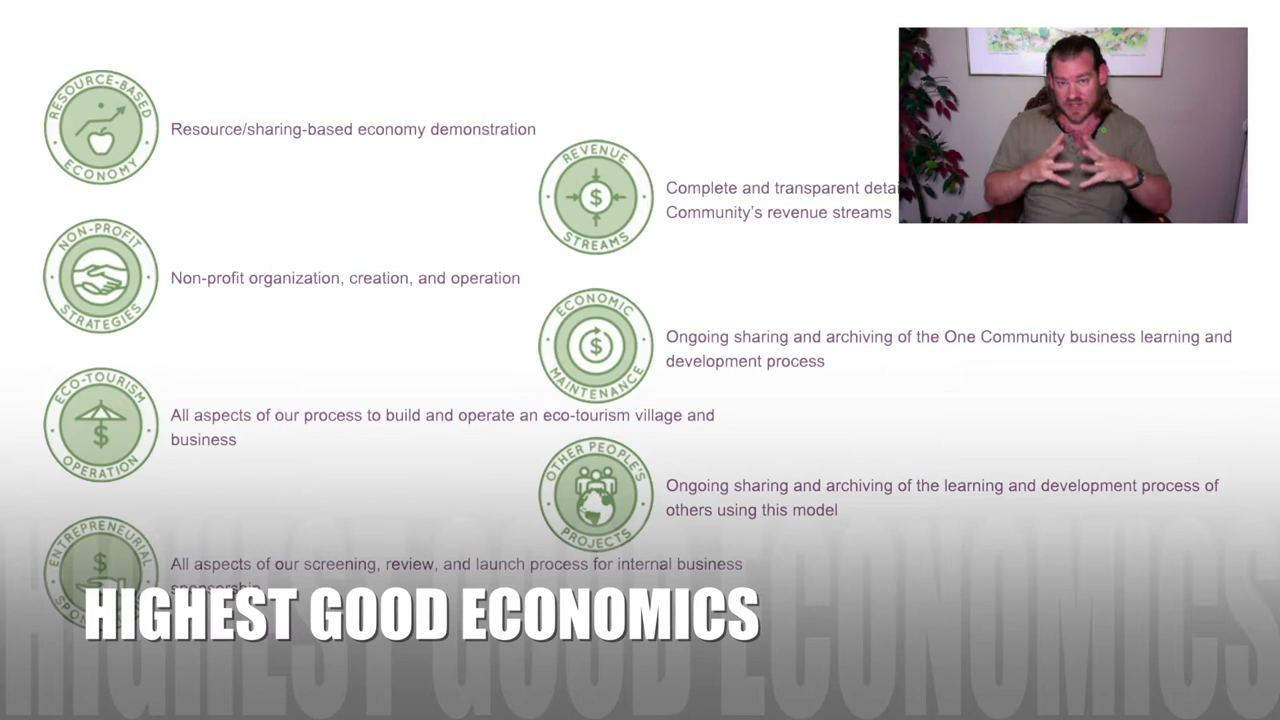 RESOURCE-BASED
ECONOMY
Resource/sharing-based economy demonstration
NON-PROFIT
STRATEGIES
Non-profit organization, creation, and operation
ECO-TOURISM
OPERATION
All aspects of our process to build and operate an eco-tourism village and
business
ENTREPRENEURIAL
All aspects of our screening, review, and launch process for internal business
sponsorship
REVENUE
STREAMS
Complete and transparent
Community's revenue streams
ECONOMIC
MAINTENANCE
Ongoing sharing and archiving of the One Community business learning and
development process
OTHER PEOPLE'S
PROJECTS
Ongoing sharing and archiving of the learning and development process of
others using this model
HIGHEST GOOD ECONOMICS
HIGHEST GOOD ECONOMICS